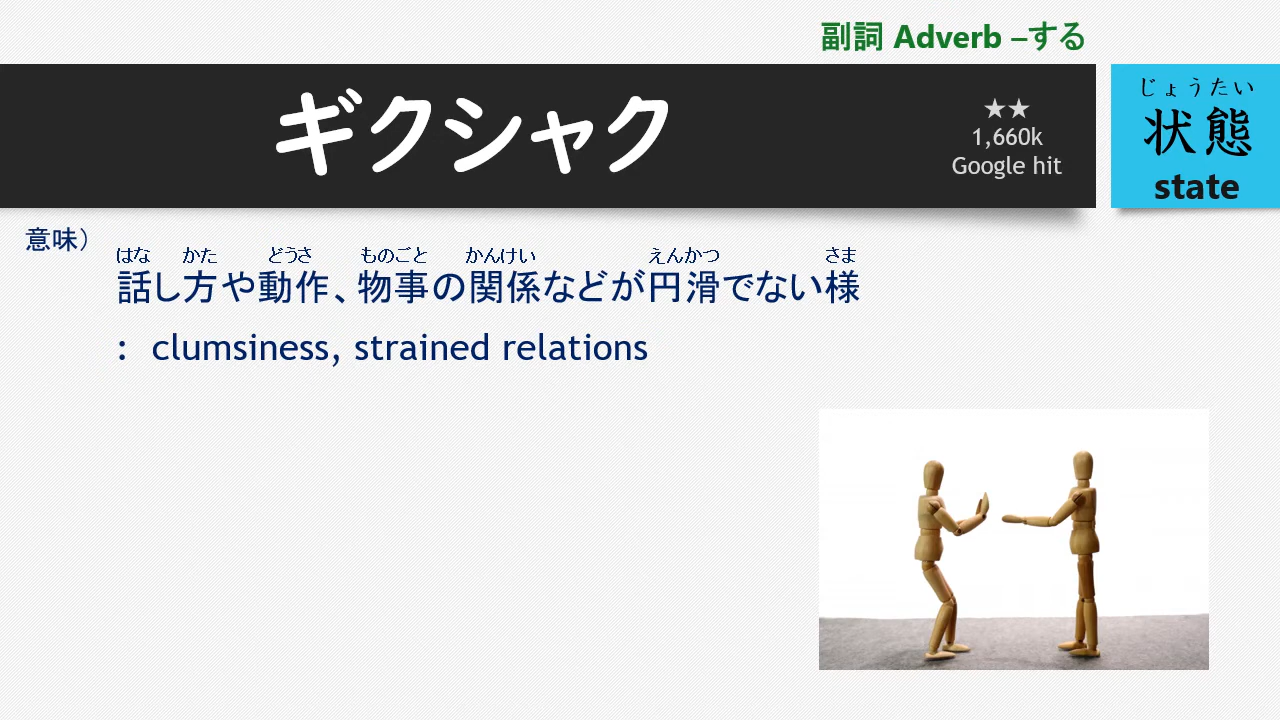 副詞 Adverb –する
ギクシャク
★★
1,660k
Google hit
じょうたい
状態
state
意味）
はな かた どうさ ものごと かんけい えんかつ さま
話し方や動作、物事の関係などが円滑でない様
： clumsiness, strained relations